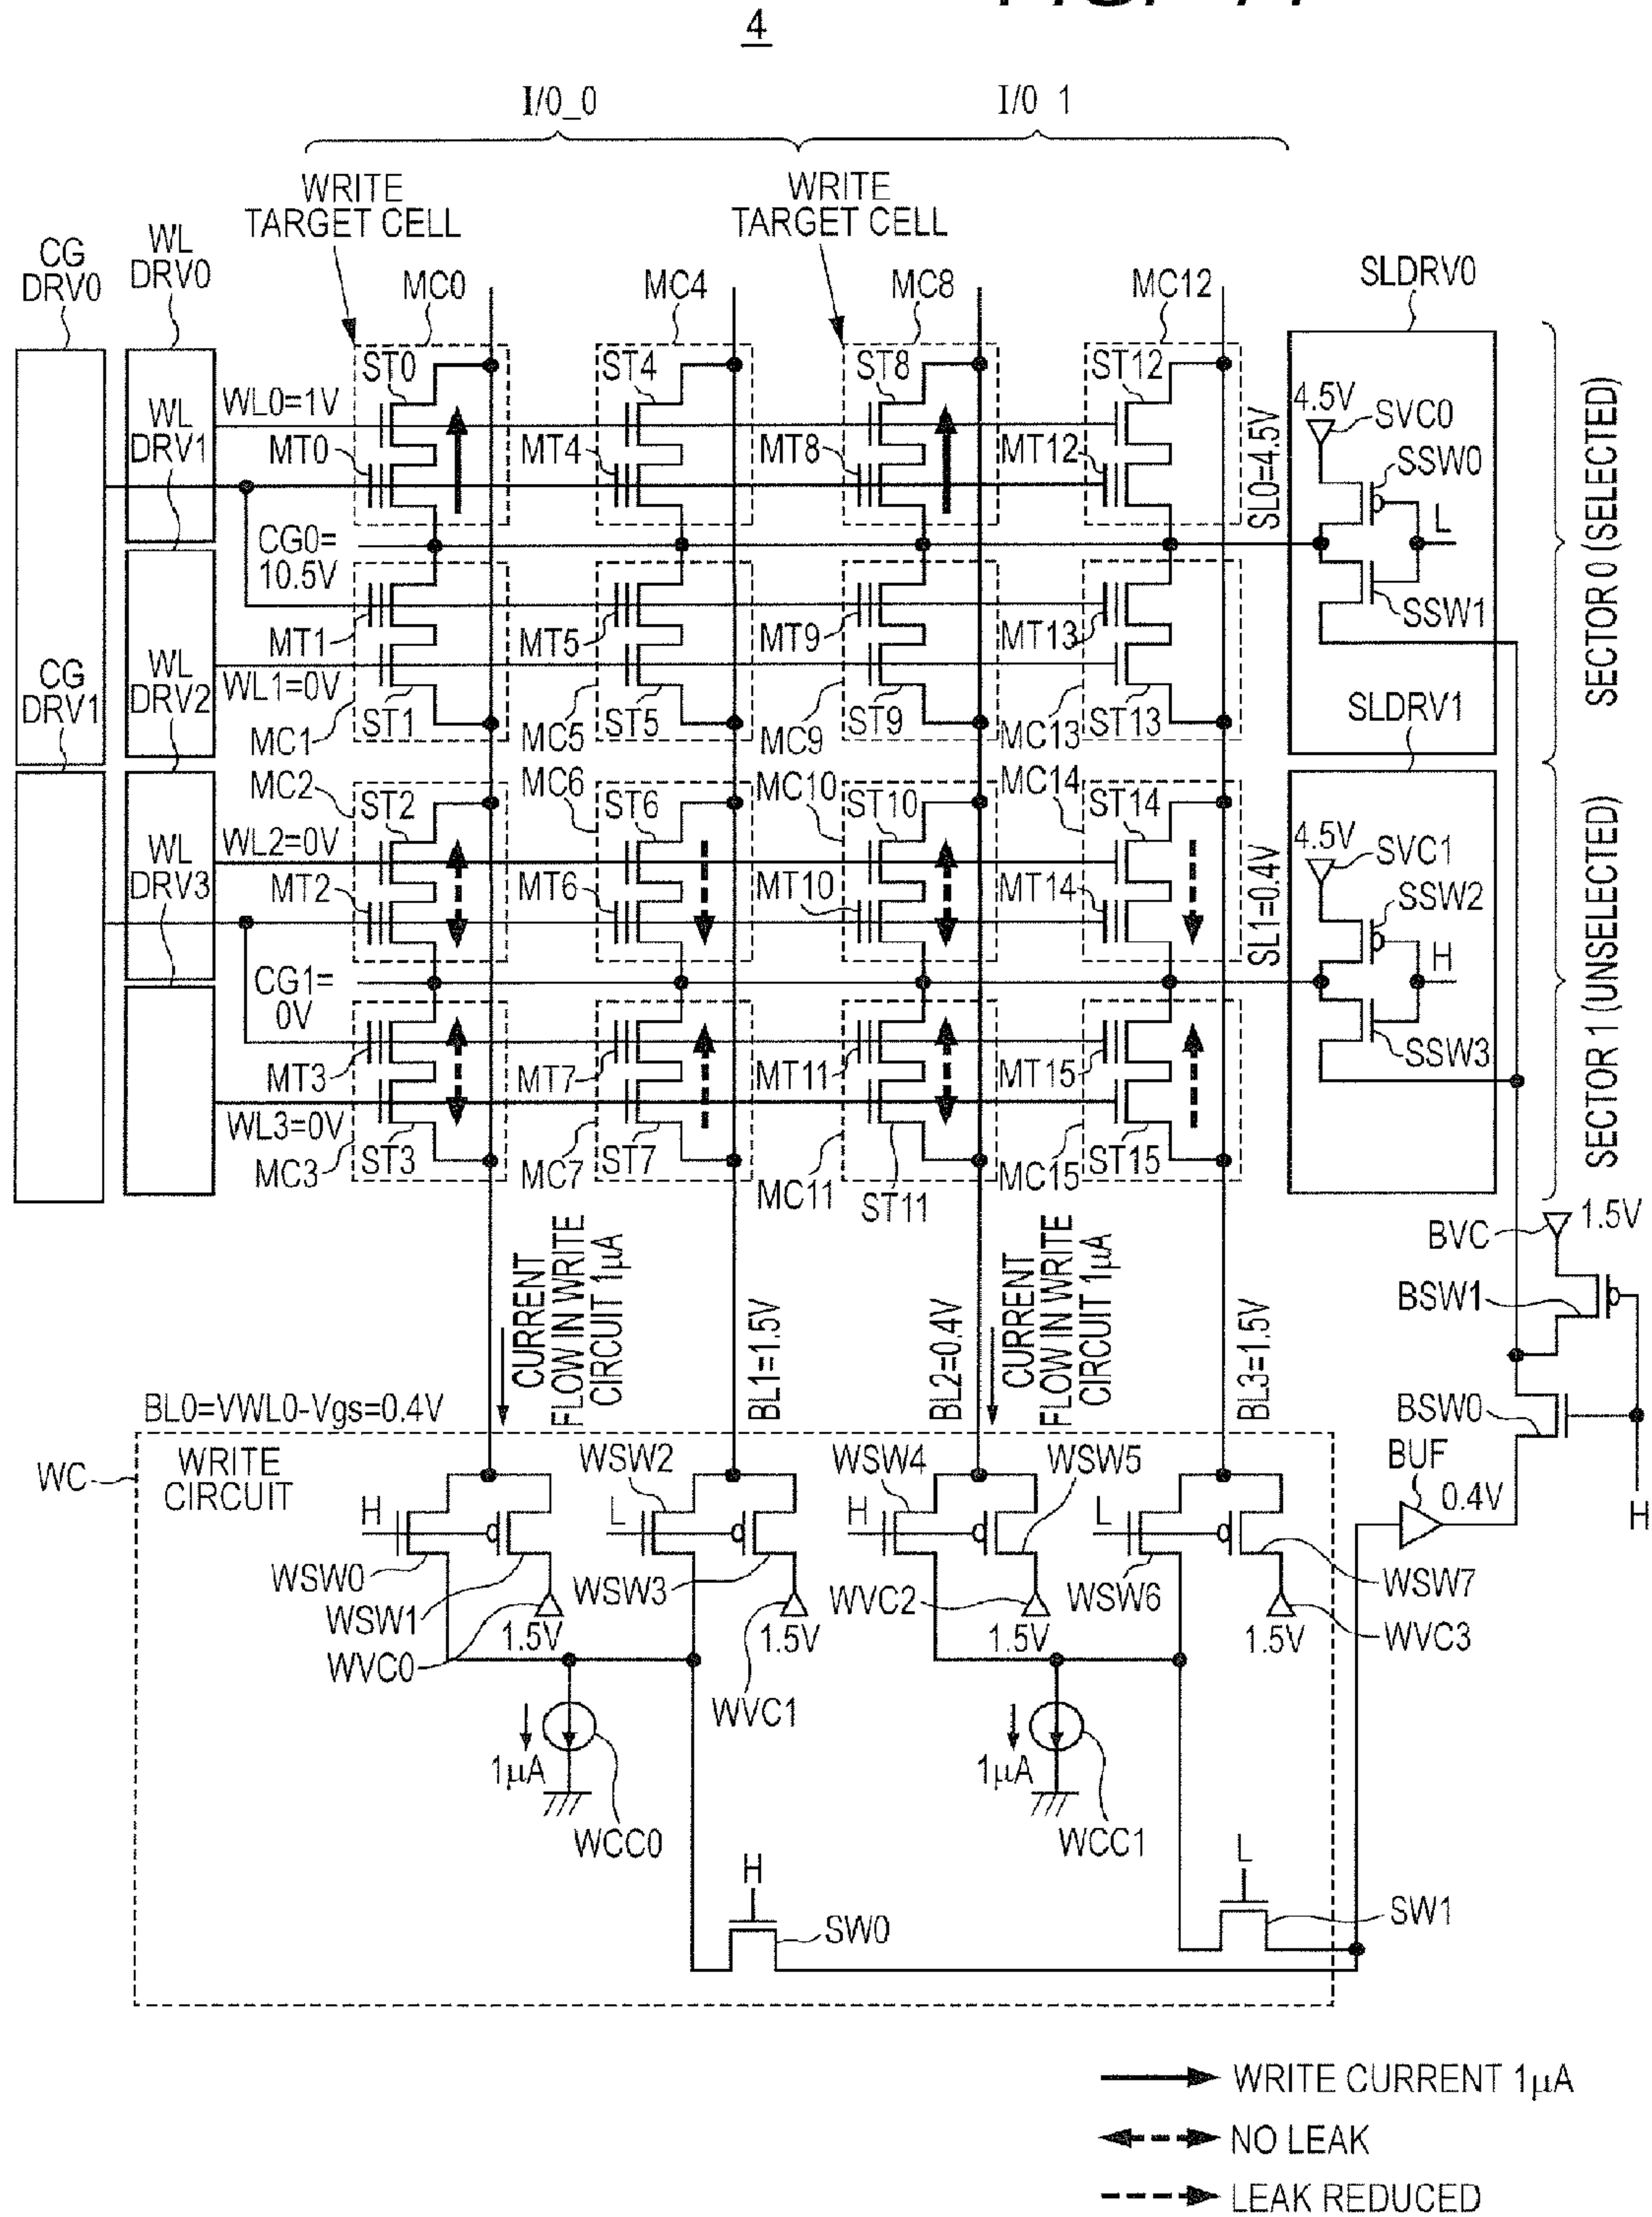 4
I/0_0
I/0 1
WRITE
TARGET CELL
WRITE
TARGET CELL
CG
DRV0
WL
DRV0
MC0
MC4
MC8
MC12
SLDRV0
ST0
ST4
ST8
ST12
WL0=1V
WL
DRV1
MT0
MT4
MT8
MT12
SL0=4.5V
4.5V
SVC0
SSW0
L
SSW1
SECTOR 0 (SELECTED)
CG0=
10.5V
MT1
MT5
MT9
MT13
CG
DRV1
WL
DRV2
WL1=0V
MC1
ST1
MC5
ST5
MC9
ST9
MC13
ST13
SLDRV1
MC2
ST2
MC6
ST6
MC10
ST10
MC14
ST14
WL2=0V
WL
DRV3
MT2
MT6
MT10
MT14
SL1=0.4V
4.5V
SVC1
SSW2
H
SSW3
SECTOR 1 (UNSELECTED)
CG1=
0V
MT3
MT7
MT11
MT15
WL3=0V
MC3
ST3
MC7
ST7
MC11
ST11
MC15
ST15
CURRENT
FLOW IN WRITE
CIRCUIT 1μA
BL1=1.5V
BL2=0.4V
CURRENT
FLOW IN WRITE
CIRCUIT 1μA
BL3=1.5V
BVC
1.5V
BSW1
BSW0
BUF
0.4V
H
BL0=VWL0-Vgs=0.4V
WC
WRITE
CIRCUIT
WSW2
WSW4
WSW5
H
L
H
L
WSW0
WSW1
WSW3
WVC2
WSW6
WSW7
WVC0
1.5V
1.5V
1.5V
1.5V
WVC3
WVC1
1μA
1μA
WCC0
WCC1
H
L
SW0
SW1
WRITE CURRENT 1μA
NO LEAK
LEAK REDUCED